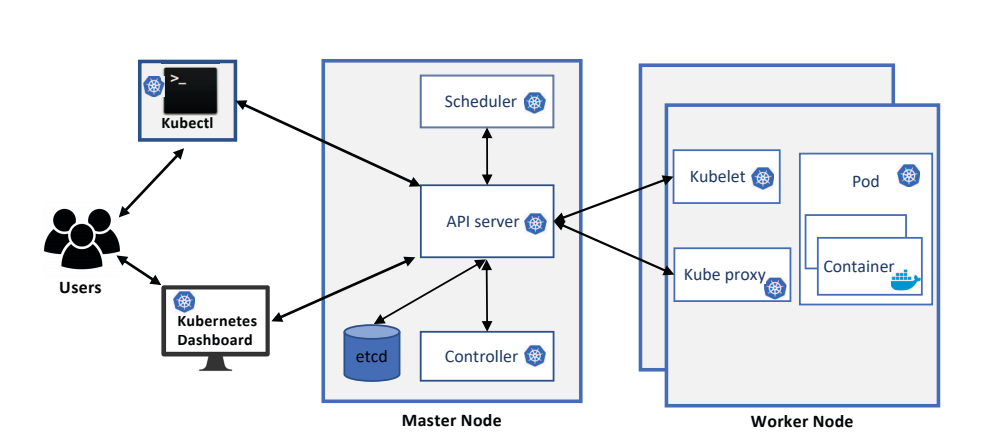 >_
Kubectl
Users
Kubernetes
Dashboard
Scheduler
API server
etcd
Controller
Master Node
Kubelet
Kube proxy
Pod
Container
Worker Node